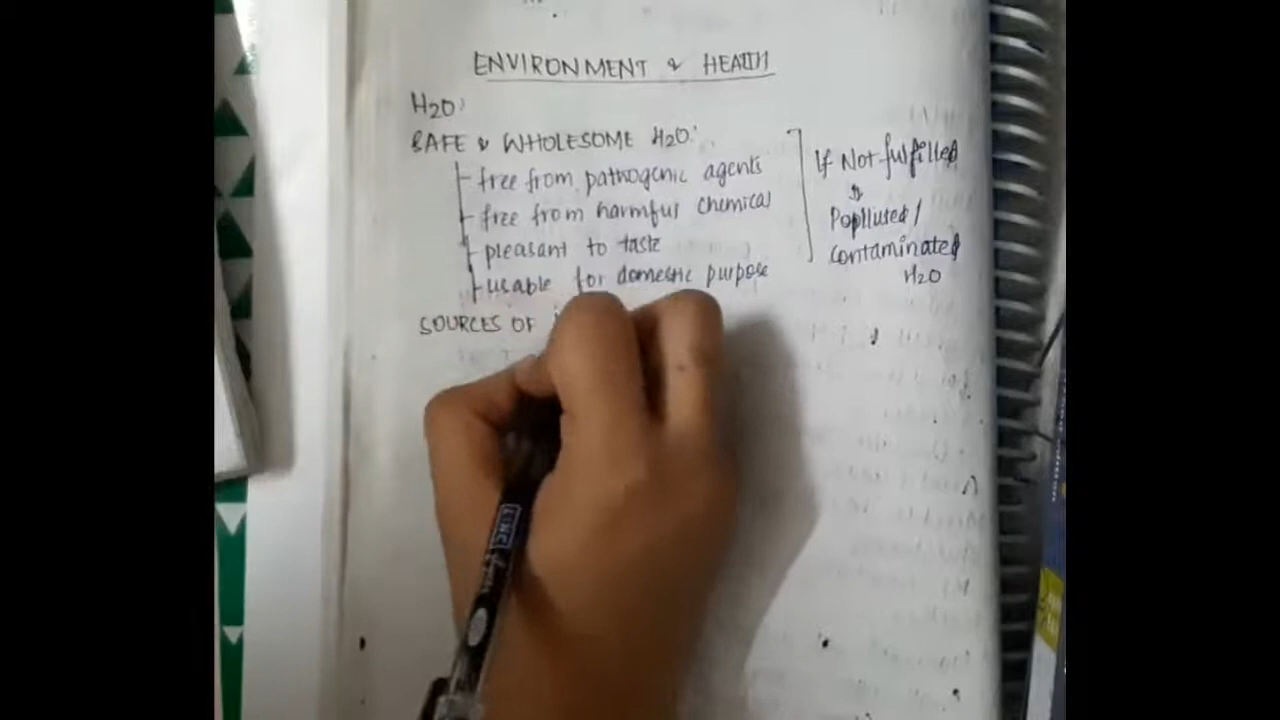 ENVIRONMENT & HEALTH
H2O:
SAFE & WHOLESOME H2O:
free from pathogenic agents
free from harmful chemical
pleasant to taste
usable for domestic purpose
If Not fulfilled
Popllused /
contaminated
H2O
SOURCES OF